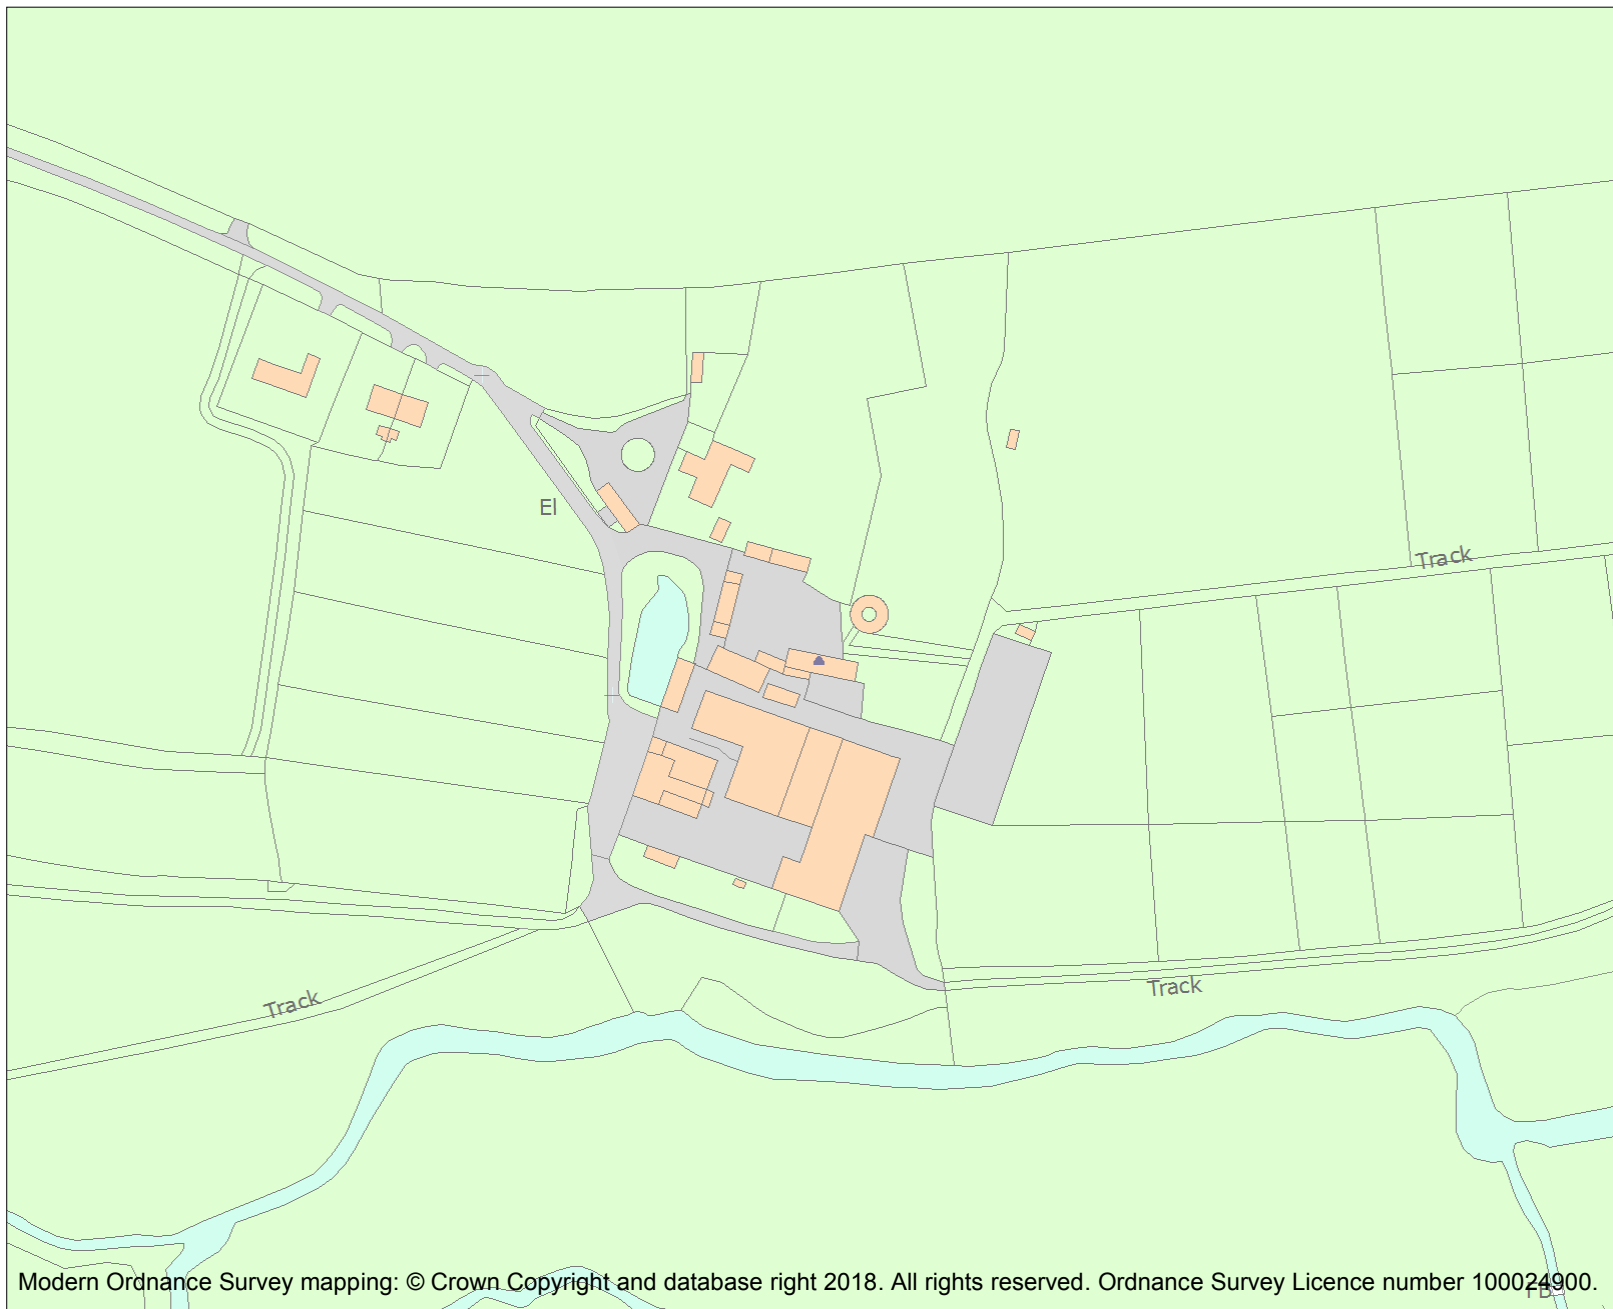 El
Track
Track
Track
Modern Ordnance Survey mapping: © Crown Copyright and database right 2018. All rights reserved. Ordnance Survey Licence number 100024900.
FB